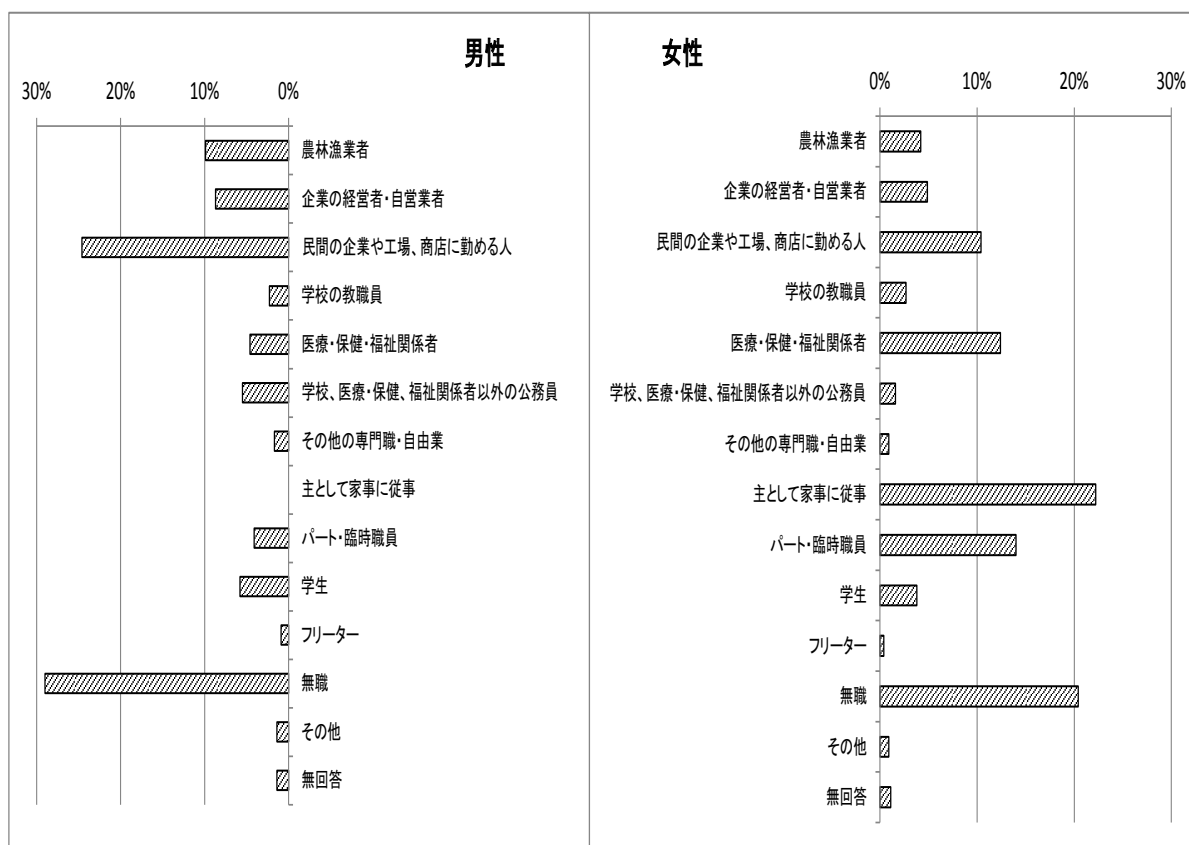 男性
30% 20% 10% 0%
農林漁業者
企業の経営者・自営業者
民間の企業や工場、商店に勤める人
学校の教職員
医療・保健・福祉関係者
学校、医療・保健、福祉関係者以外の公務員
その他の専門職・自由業
主として家事に従事
パート・臨時職員
学生
フリーター
無職
その他
無回答
女性
0% 10% 20% 30%
農林漁業者
企業の経営者・自営業者
民間の企業や工場、商店に勤める人
学校の教職員
医療・保健・福祉関係者
学校、医療・保健、福祉関係者以外の公務員
その他の専門職・自由業
主として家事に従事
パート・臨時職員
学生
フリーター
無職
その他
無回答